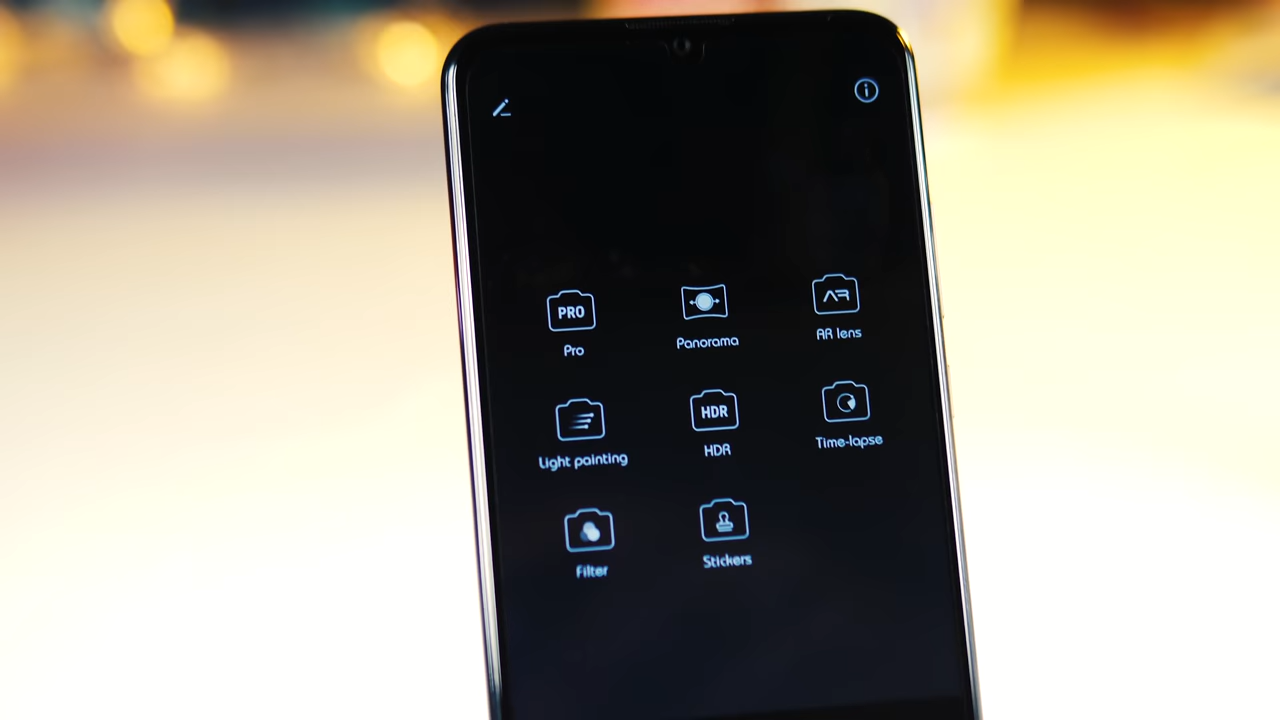 PRO
Pro
Panorama
AR
AR lens
Light painting
HDR
HDR
Time-lapse
Filter
Stickers